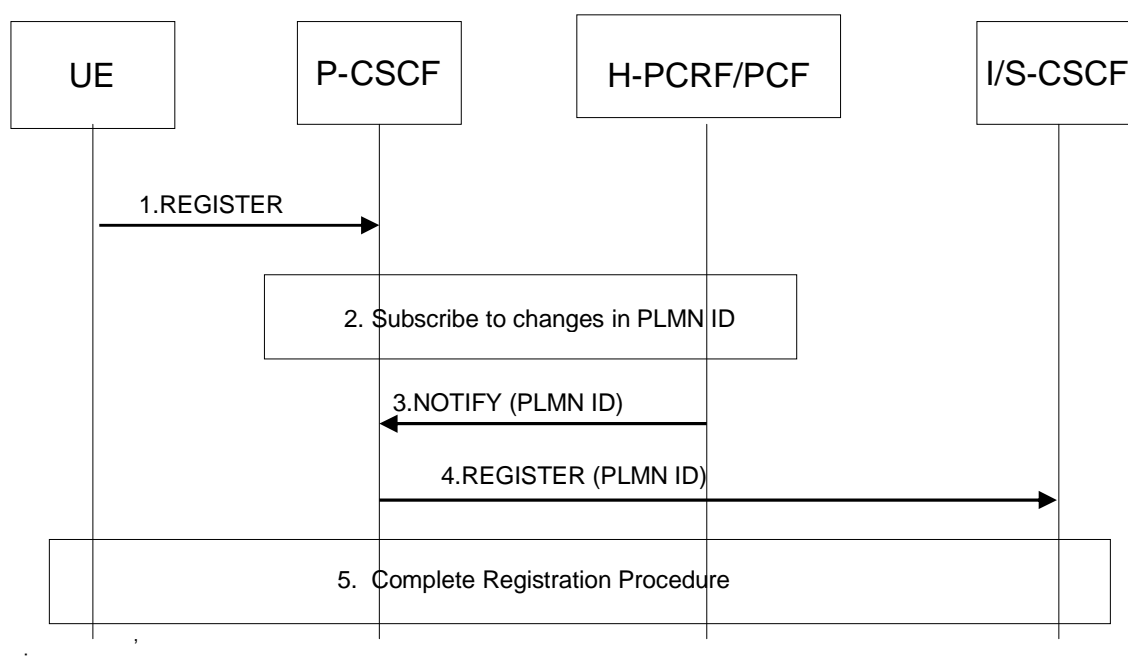 UE
P-CSCF
H-PCRF/PCF
I/S-CSCF
1.REGISTER
2. Subscribe to changes in PLMN ID
3.NOTIFY (PLMN ID)
4.REGISTER (PLMN ID)
5. Complete Registration Procedure
,
.